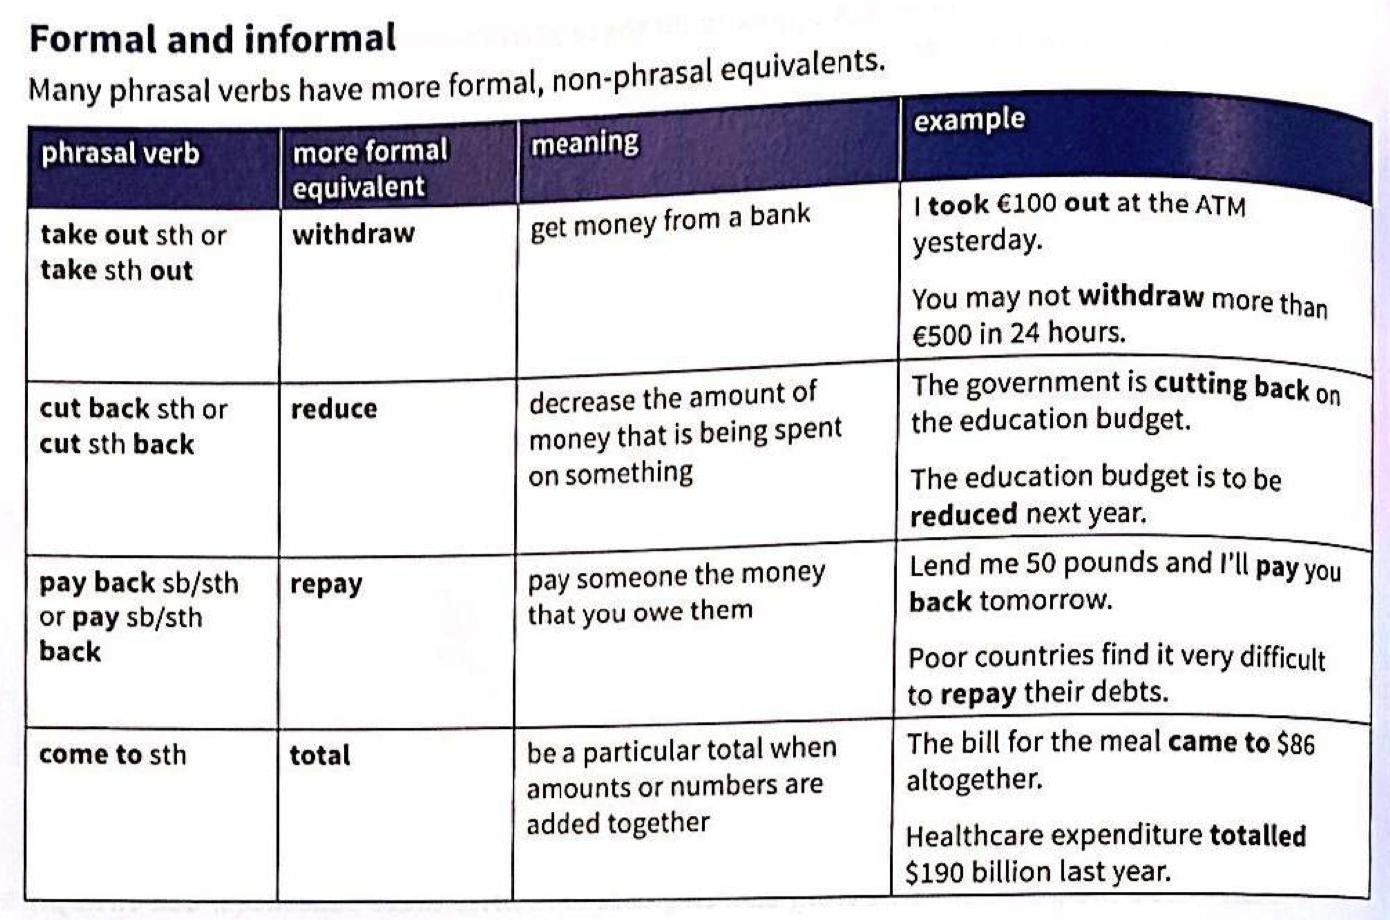 Formal and informal
Many phrasal verbs have more formal, non-phrasal equivalents.
phrasal verb
more formal
equivalent
meaning
example
take out sth or
take sth out
withdraw
get money from a bank
I took €100 out at the ATM
yesterday.
You may not withdraw more than
€500 in 24 hours.
cut back sth or
cut sth back
reduce
decrease the amount of
money that is being spent
on something
The government is cutting back on
the education budget.
The education budget is to be
reduced next year.
pay back sb/sth
or pay sb/sth
back
repay
pay someone the money
that you owe them
Lend me 50 pounds and I'll pay you
back tomorrow.
Poor countries find it very difficult
to repay their debts.
come to sth
total
be a particular total when
amounts or numbers are
added together
The bill for the meal came to $86
altogether.
Healthcare expenditure totalled
$190 billion last year.